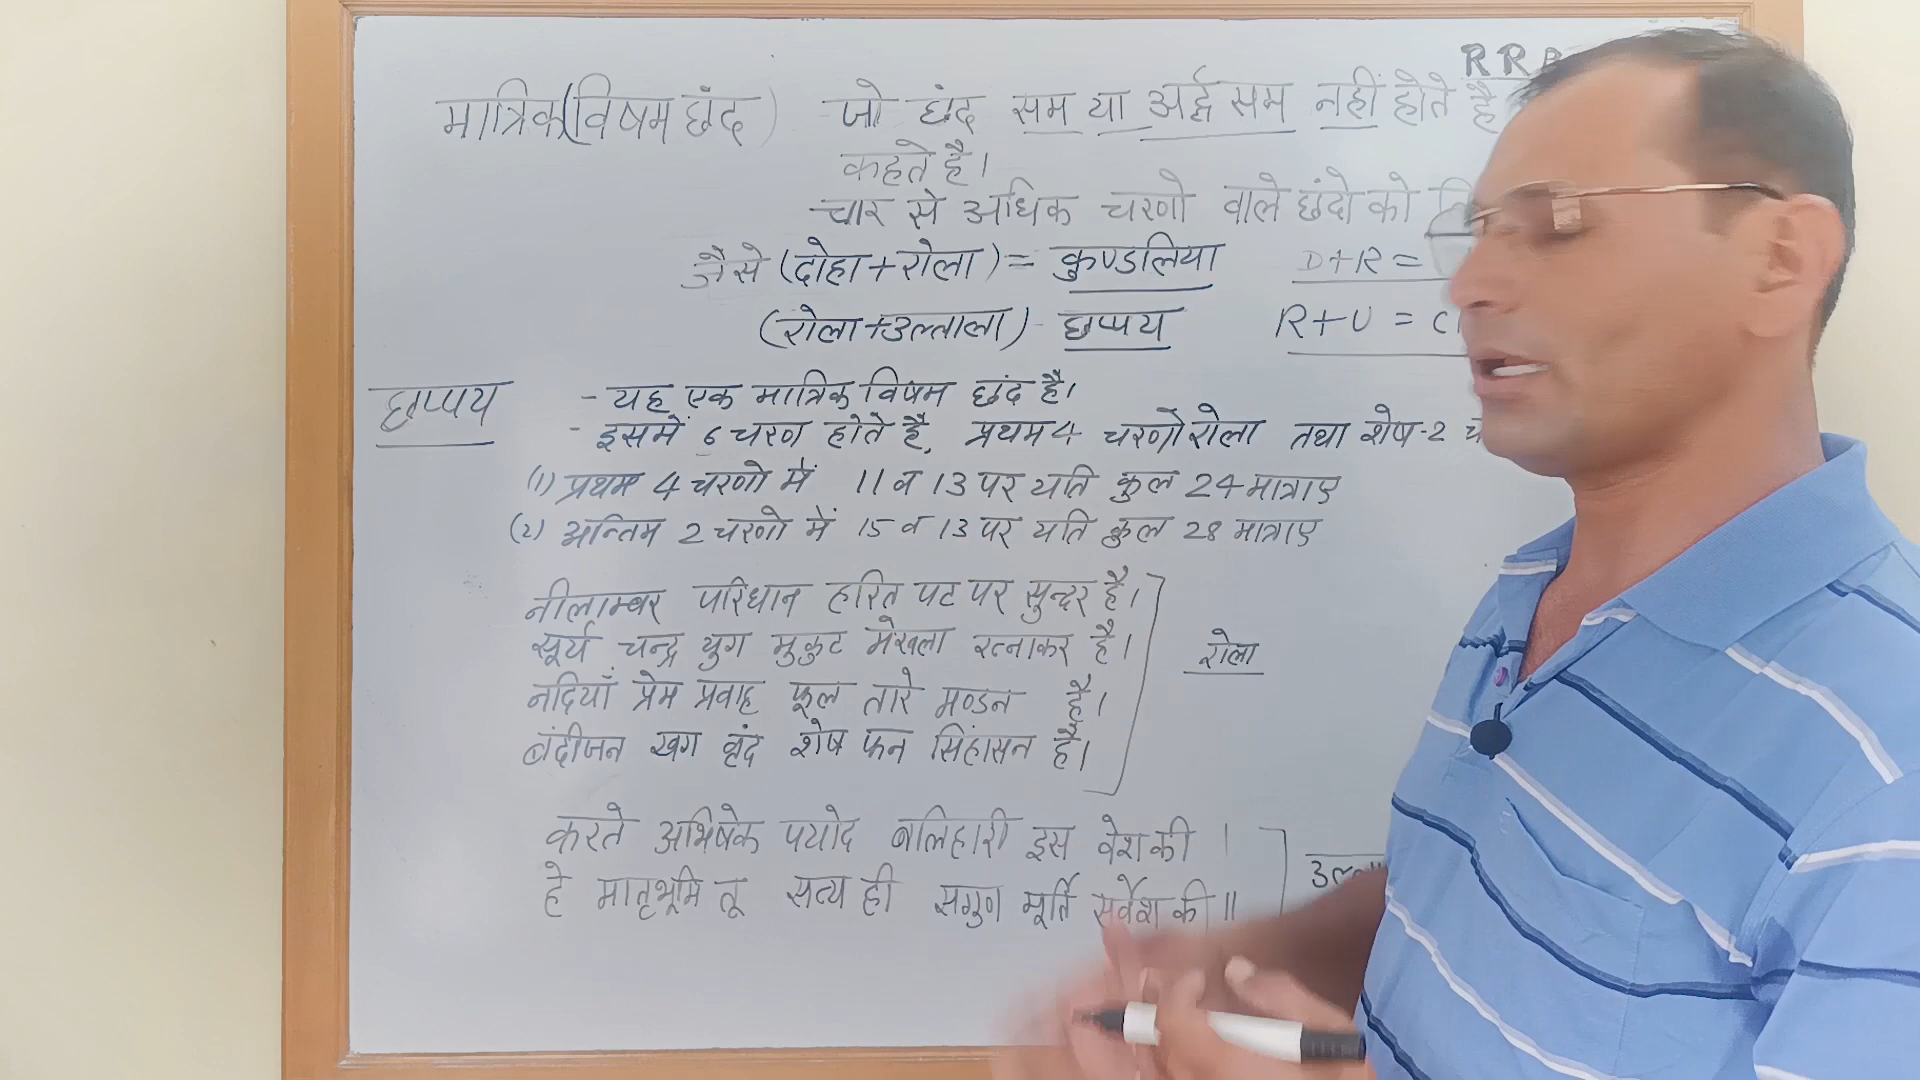 R R B
मात्रिक (विषम छंद) जो छंद सम या अर्द्ध सम नहीं होते है
कहते है।
-चार से अधिक चरणो वाले छंदो को
जैसे (दोहा+रोला) = कुण्डलिया D+R =
(रोला+उल्लाला) - छप्पय R+U =
छप्पय - यह एक मात्रिक विषम छंद है।
- इसमें 6 चरण होते है, प्रथम 4 चरणो रोला तथा शेष-2
(1) प्रथम 4 चरणो में 11 व 13 पर यति कुल 24 मात्राए
(2) अन्तिम 2 चरणो में 15 व 13 पर यति कुल 28 मात्राए
नीलाम्बर परिधान हरित पट पर सुन्दर है।
सूर्य चन्द्र युग मुकुट मेखला रत्नाकर है।
रोला
नदियाँ प्रेम प्रवाह फूल तारे मण्डन है।
बंदीजन खग वृंद शेष फन सिंहासन है।
करते अभिषेक पयोद बलिहारी इस वेश की ।
हे मातृभूमि तू सत्य ही सगुण मूर्ति सर्वेश की॥